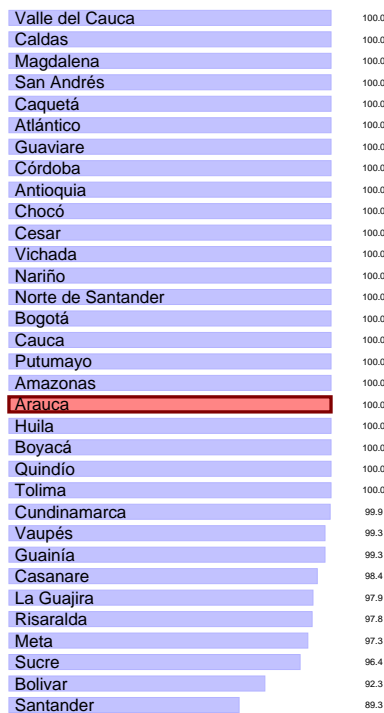 Valle del Cauca 100.0
Caldas 100.0
Magdalena 100.0
San Andrés 100.0
Caquetá 100.0
Atlántico 100.0
Guaviare 100.0
Córdoba 100.0
Antioquia 100.0
Chocó 100.0
Cesar 100.0
Vichada 100.0
Nariño 100.0
Norte de Santander 100.0
Bogotá 100.0
Cauca 100.0
Putumayo 100.0
Amazonas 100.0
Arauca 100.0
Huila 100.0
Boyacá 100.0
Quindío 100.0
Tolima 100.0
Cundinamarca 99.9
Vaupés 99.3
Guainía 99.3
Casanare 98.4
La Guajira 97.9
Risaralda 97.8
Meta 97.3
Sucre 96.4
Bolivar 92.3
Santander 89.3